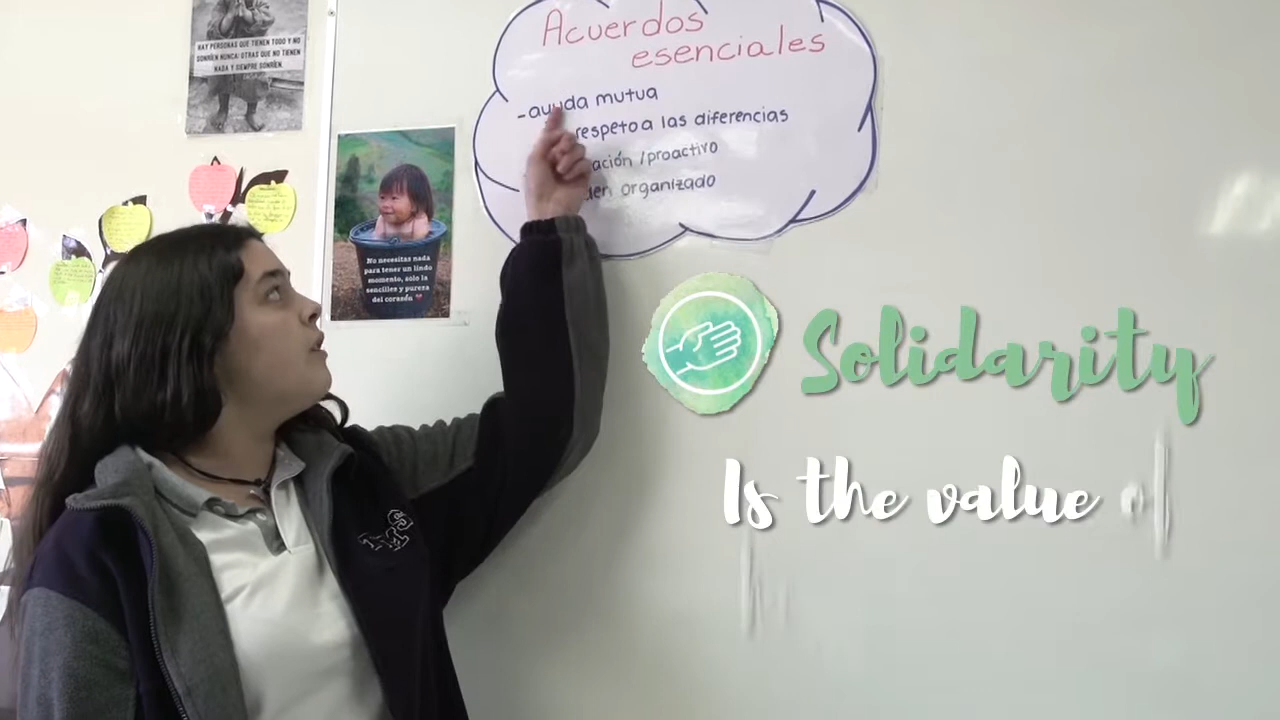 HAY PERSONAS QUE TIENEN TODO Y NO
SONRÍEN NUNCA: OTRAS QUE NO TIENEN
NADA Y SIEMPRE SONRÍEN.
Acuerdos
esenciales
- ayuda mutua
respeto a las diferencias
ación /proactivo
den organizado
No necesitas nada
para tener un lindo
momento, solo la
sencilles y pureza
del corazón
Solidarity
Is the value